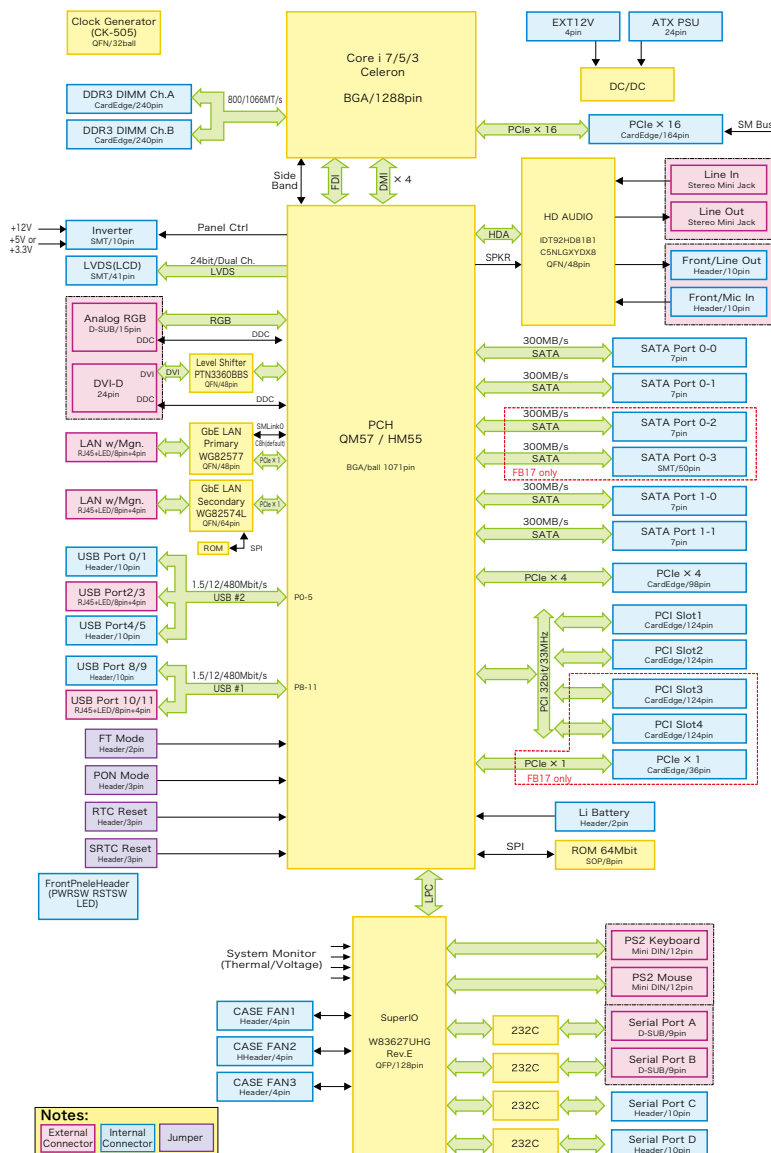 Clock Generator
(CK-505)
QFN/32ball
Core i 7/5/3
Celeron
BGA/1288pin
EXT12V
4pin
ATX PSU
24pin
DC/DC
DDR3 DIMM Ch.A
CardEdge/240pin
DDR3 DIMM Ch.B
CardEdge/240pin
800/1066MT/s
PCIe × 16
PCIe × 16
CardEdge/164pin
SM Bus
Side
Band
FDI
DMI
× 4
+12V
+5V or
+3.3V
Inverter
SMT/10pin
Panel Ctrl
LVDS(LCD)
SMT/41pin
24bit/Dual Ch.
LVDS
HDA
SPKR
HD AUDIO
IDT92HD81B1
C5NLGXYDX8
QFN/48pin
Line In
Stereo Mini Jack
Line Out
Stereo Mini Jack
Front/Line Out
Header/10pin
Front/Mic In
Header/10pin
Analog RGB
D-SUB/15pin
DDC
RGB
DDC
DVI-D
24pin
DVI
DDC
DVI
Level Shifter
PTN3360BBS
QFN/48pin
DDC
PCH
QM57 / HM55
BGA/ball 1071pin
LAN w/Mgn.
RJ45+LED/8pin+4pin
GbE LAN
Primary
WG82577
QFN/48pin
SMLink0
C8h(default)
PCIe × 1
LAN w/Mgn.
RJ45+LED/8pin+4pin
GbE LAN
Secondary
WG82574L
QFN/64pin
PCIe × 1
ROM
SPI
300MB/s
SATA
SATA Port 0-0
7pin
300MB/s
SATA
SATA Port 0-1
7pin
300MB/s
SATA
SATA Port 0-2
7pin
300MB/s
SATA
SATA Port 0-3
SMT/50pin
FB17 only
300MB/s
SATA
SATA Port 1-0
7pin
300MB/s
SATA
SATA Port 1-1
7pin
USB Port 0/1
Header/10pin
USB Port2/3
RJ45+LED/8pin+4pin
USB Port4/5
Header/10pin
1.5/12/480Mbit/s
USB #2
P0-5
USB Port 8/9
Header/10pin
USB Port 10/11
RJ45+LED/8pin+4pin
1.5/12/480Mbit/s
USB #1
P8-11
PCIe × 4
PCIe × 4
CardEdge/98pin
PCI 32bit/33MHz
PCI Slot1
CardEdge/124pin
PCI Slot2
CardEdge/124pin
PCI Slot3
CardEdge/124pin
PCI Slot4
CardEdge/124pin
PCIe × 1
PCIe × 1
CardEdge/36pin
FB17 only
FT Mode
Header/2pin
PON Mode
Header/3pin
RTC Reset
Header/3pin
SRTC Reset
Header/3pin
Li Battery
Header/2pin
SPI
ROM 64Mbit
SOP/8pin
FrontPneleHeader
(PWRSW RSTSW
LED)
LPC
System Monitor
(Thermal/Voltage)
SuperIO
W83627UHG
Rev.E
QFP/128pin
PS2 Keyboard
Mini DIN/12pin
PS2 Mouse
Mini DIN/12pin
CASE FAN1
Header/4pin
CASE FAN2
HHeader/4pin
CASE FAN3
Header/4pin
232C
Serial Port A
D-SUB/9pin
232C
Serial Port B
D-SUB/9pin
232C
Serial Port C
Header/10pin
232C
Serial Port D
Header/10pin
Notes:
External
Connector
Internal
Connector
Jumper